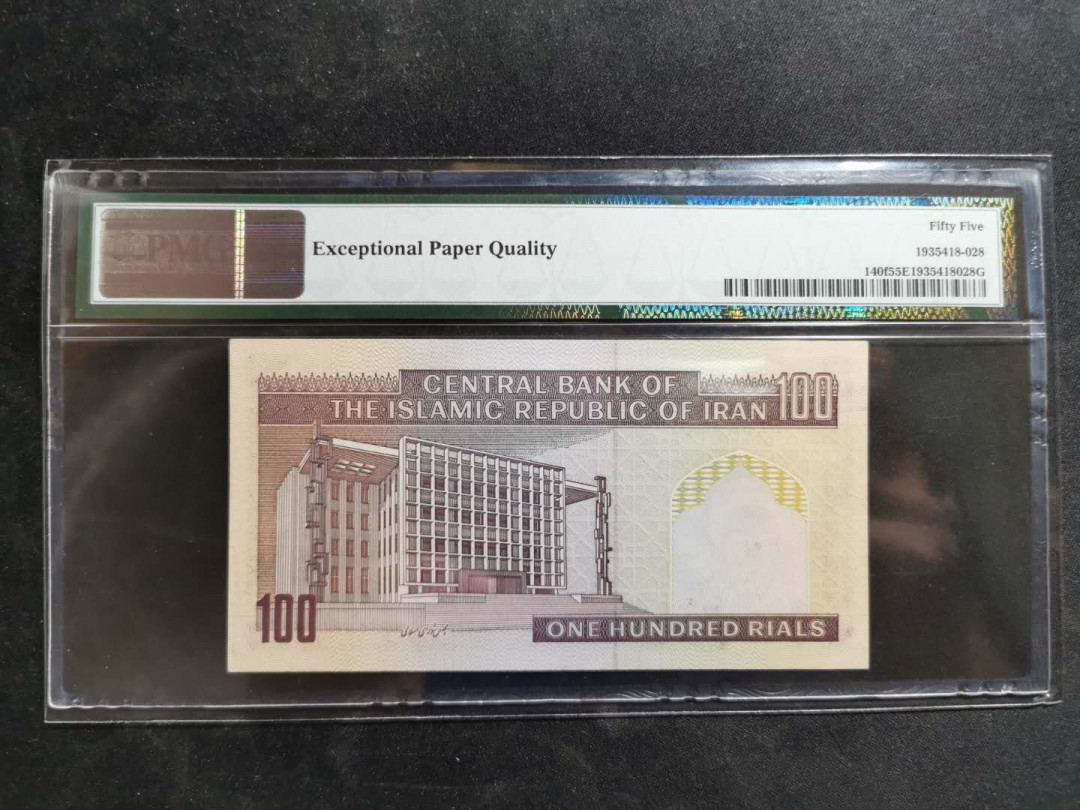 PMG
Exceptional Paper Quality
Fifty Five
1935418-028
140f55E1935418028G
CENTRAL BANK OF
THE ISLAMIC REPUBLIC OF IRAN
100
100
ONE HUNDRED RIALS